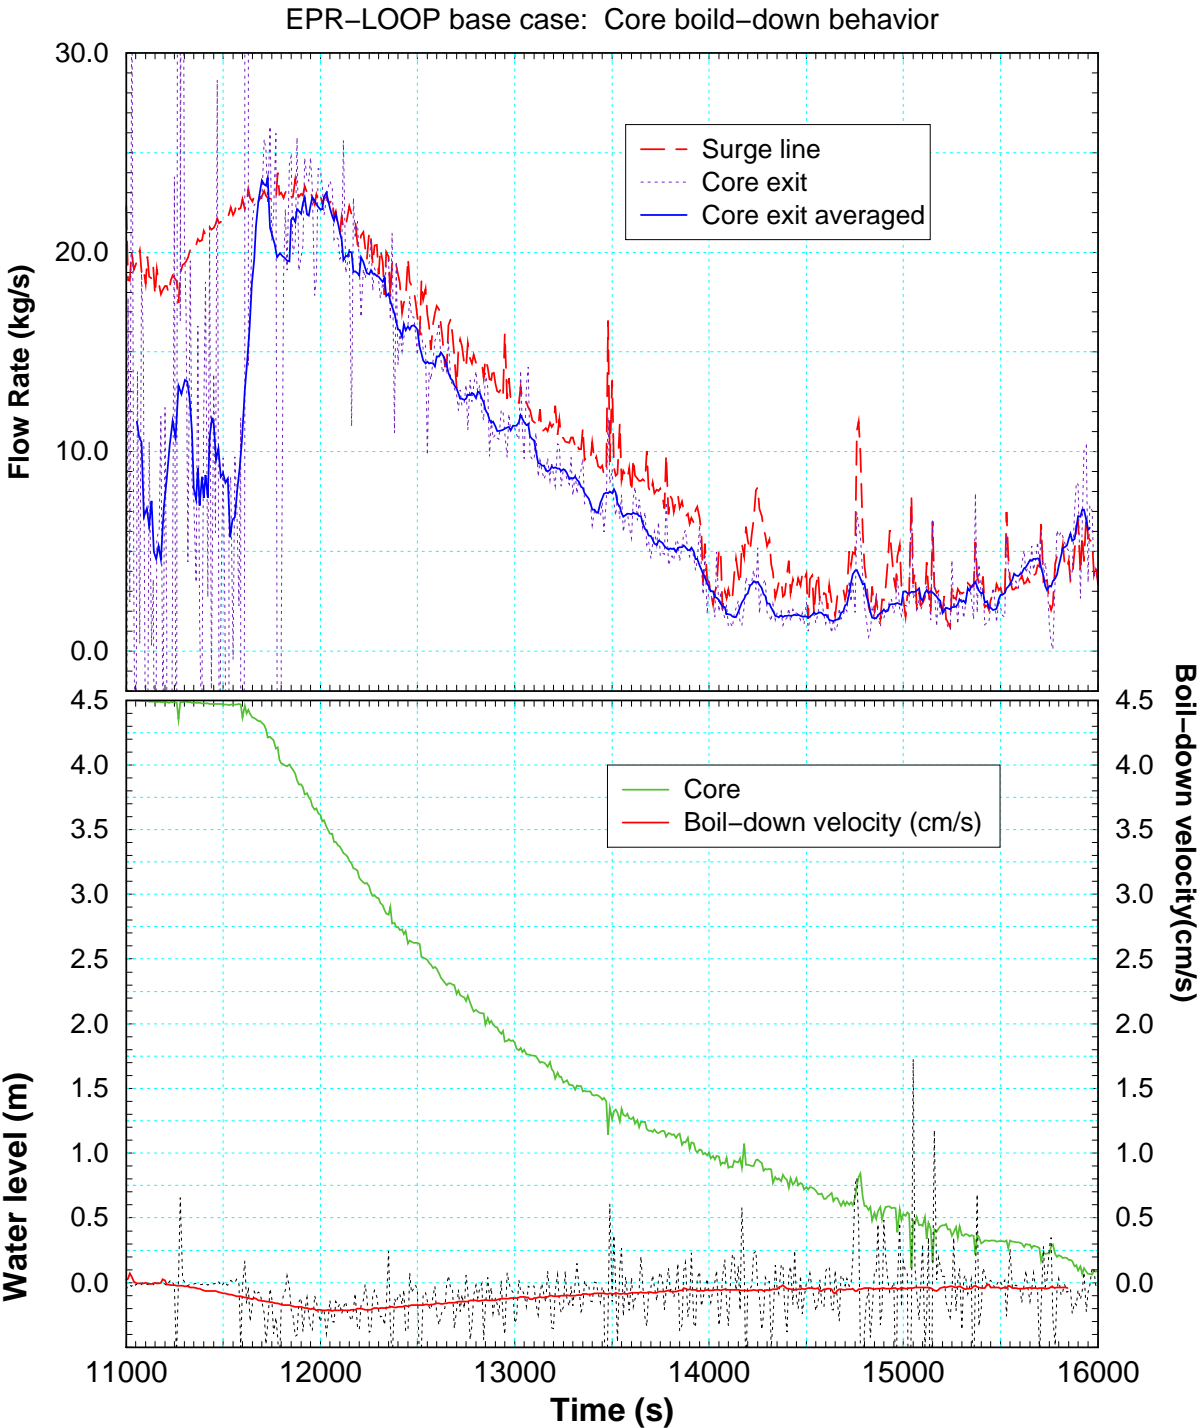 EPR−LOOP base case:  Core boild−down behavior
30.0
20.0
10.0
0.0
Flow Rate (kg/s)
Surge line
Core exit
Core exit averaged
4.5
4.0
3.5
3.0
2.5
2.0
1.5
1.0
0.5
0.0
Water level (m)
Core
Boil−down velocity (cm/s)
4.5
4.0
3.5
3.0
2.5
2.0
1.5
1.0
0.5
0.0
Boil−down velocity(cm/s)
11000 12000 13000 14000 15000 16000
Time (s)